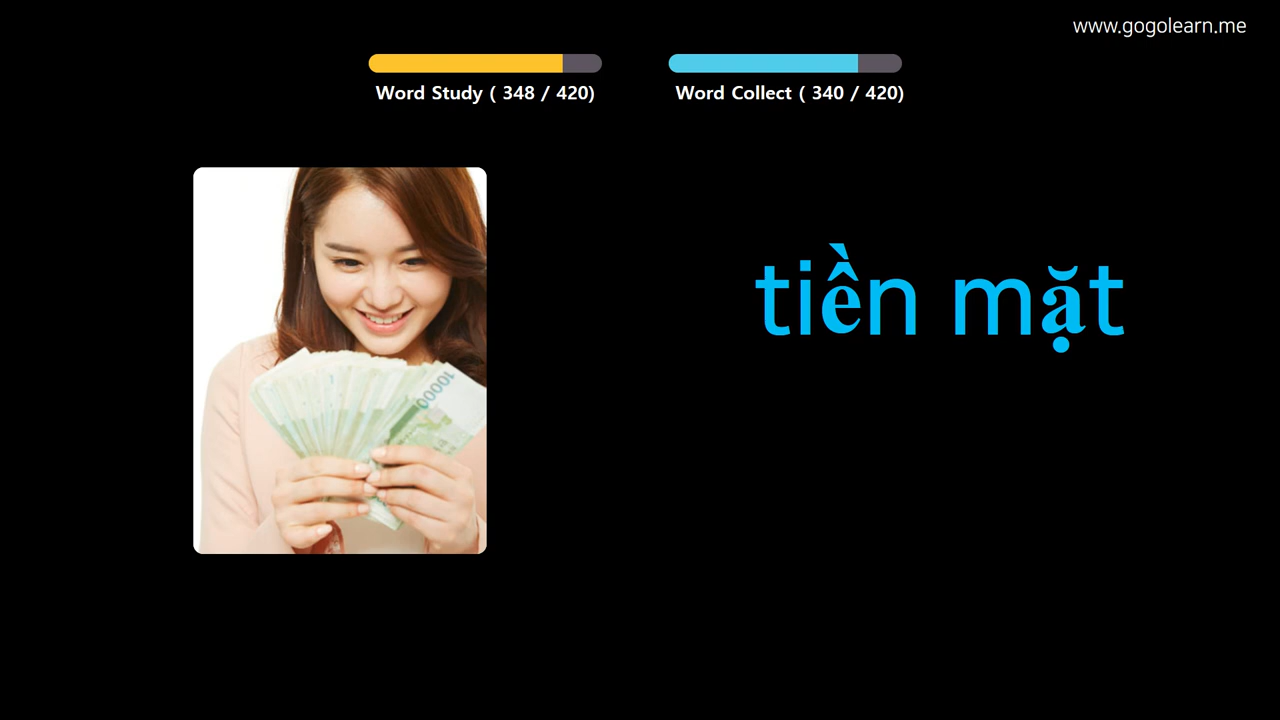 www.gogolearn.me
Word Study ( 348 / 420)
Word Collect ( 340 / 420)
10000
tiền mặt